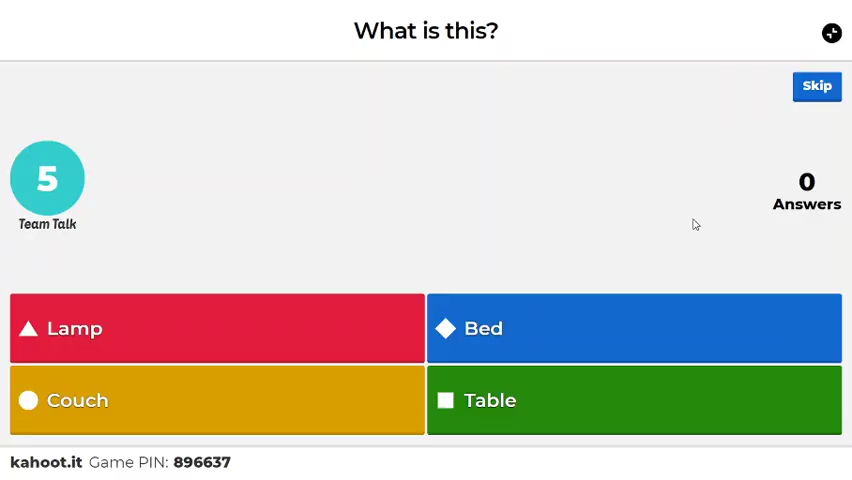 What is this?
Skip
5
0
Team Talk
Answers
Lamp
Bed
Couch
Table
kahoot.it Game PIN: 896637